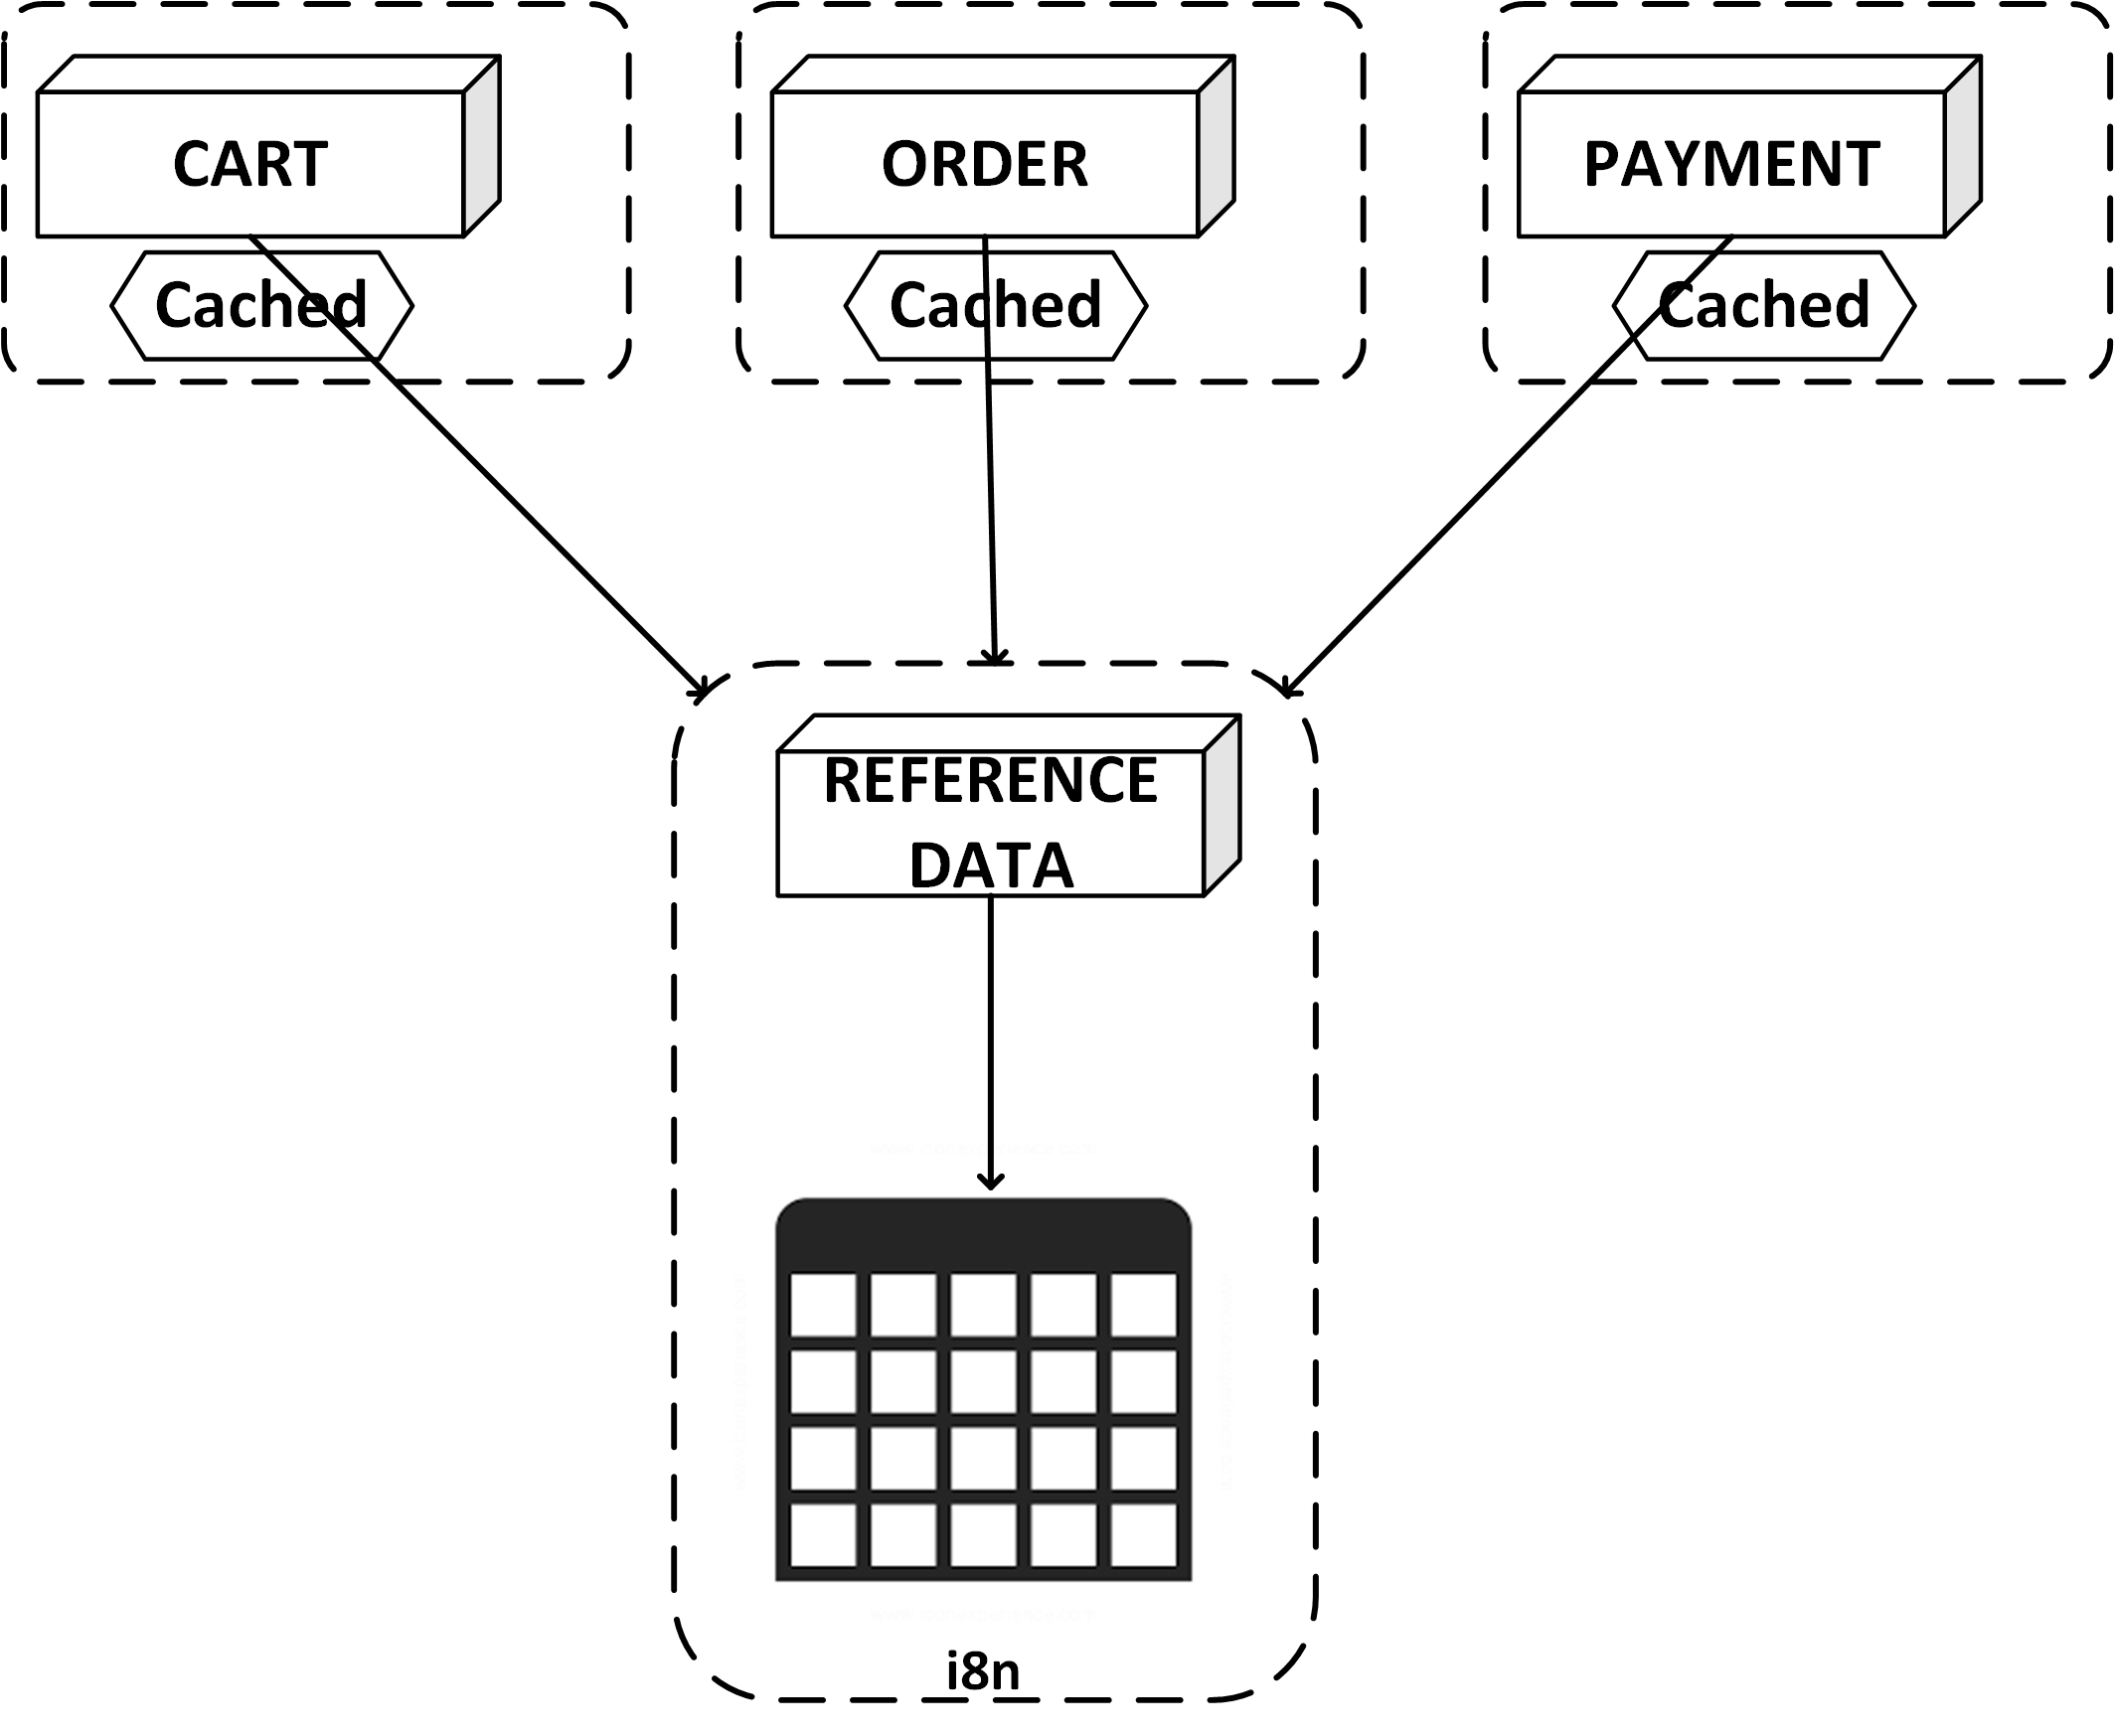 CART
ORDER
PAYMENT
Cached
Cached
Cached
REFERENCE
DATA
i8n